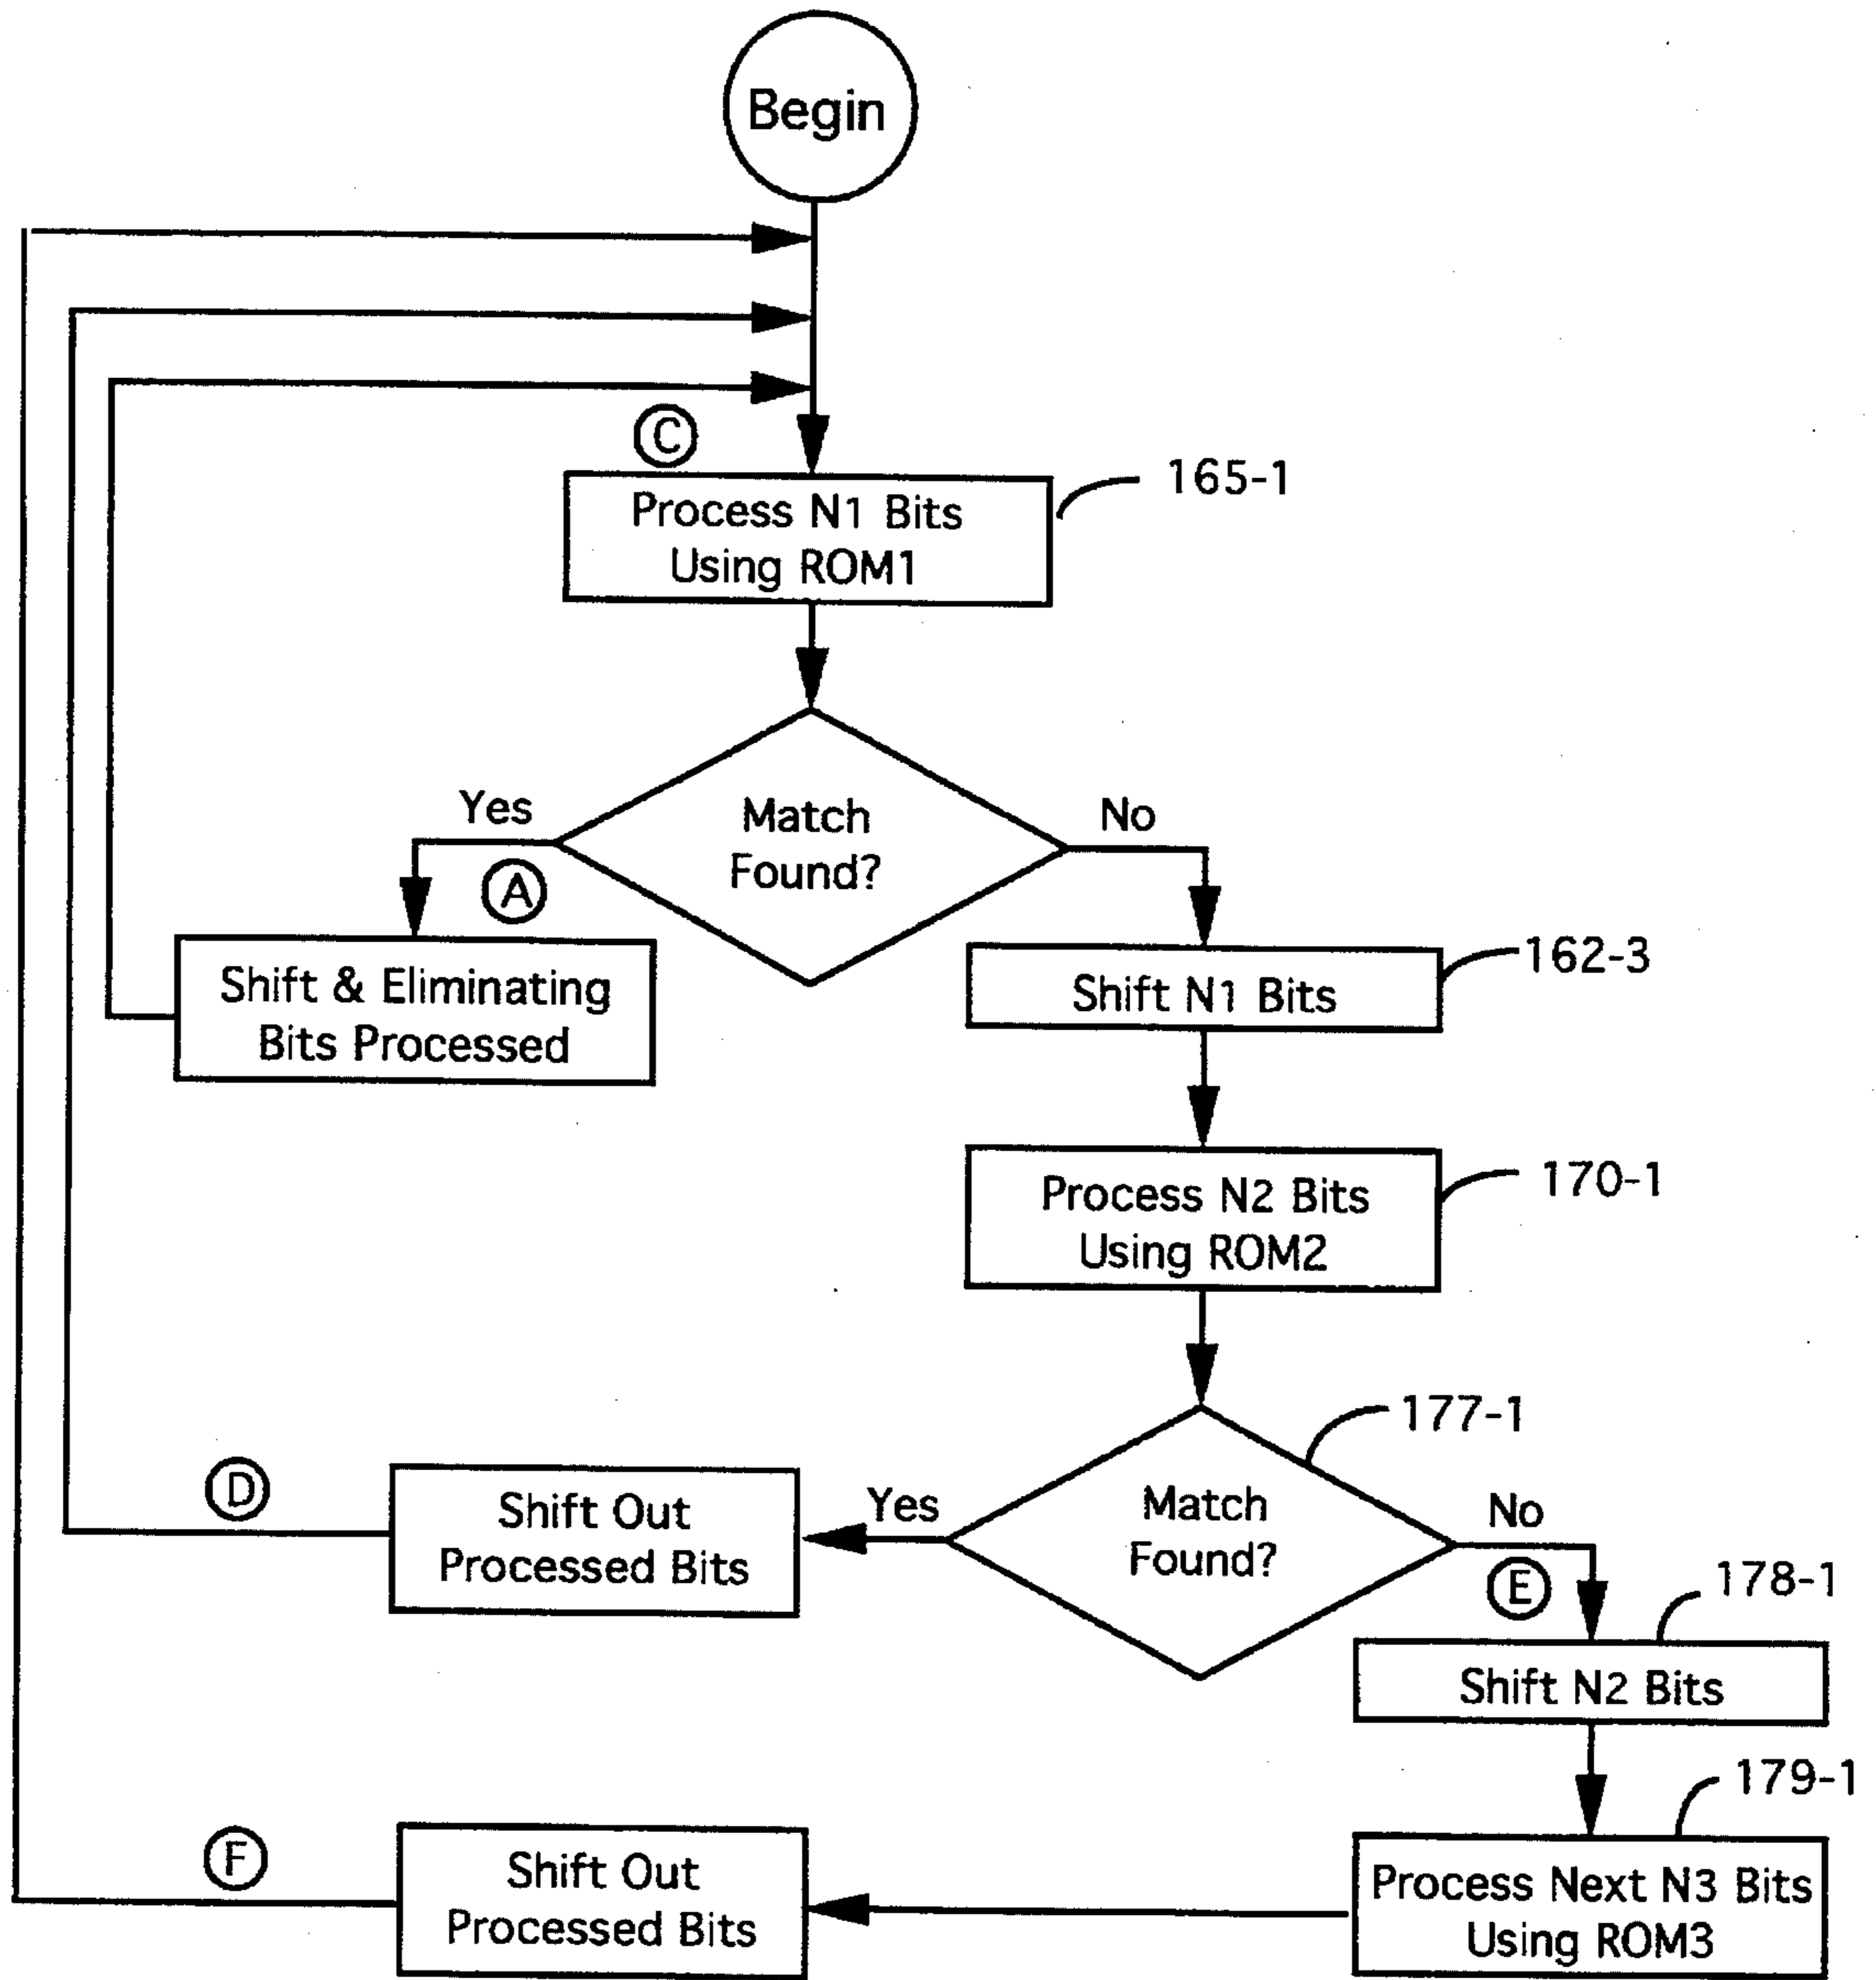 Begin
C
165-1
Process N1 Bits
Using ROM1
Yes
Match
Found?
No
A
162-3
Shift & Eliminating
Bits Processed
Shift N1 Bits
170-1
Process N2 Bits
Using ROM2
177-1
D
Shift Out
Processed Bits
Yes
Match
Found?
No
E
178-1
Shift N2 Bits
179-1
F
Shift Out
Processed Bits
Process Next N3 Bits
Using ROM3